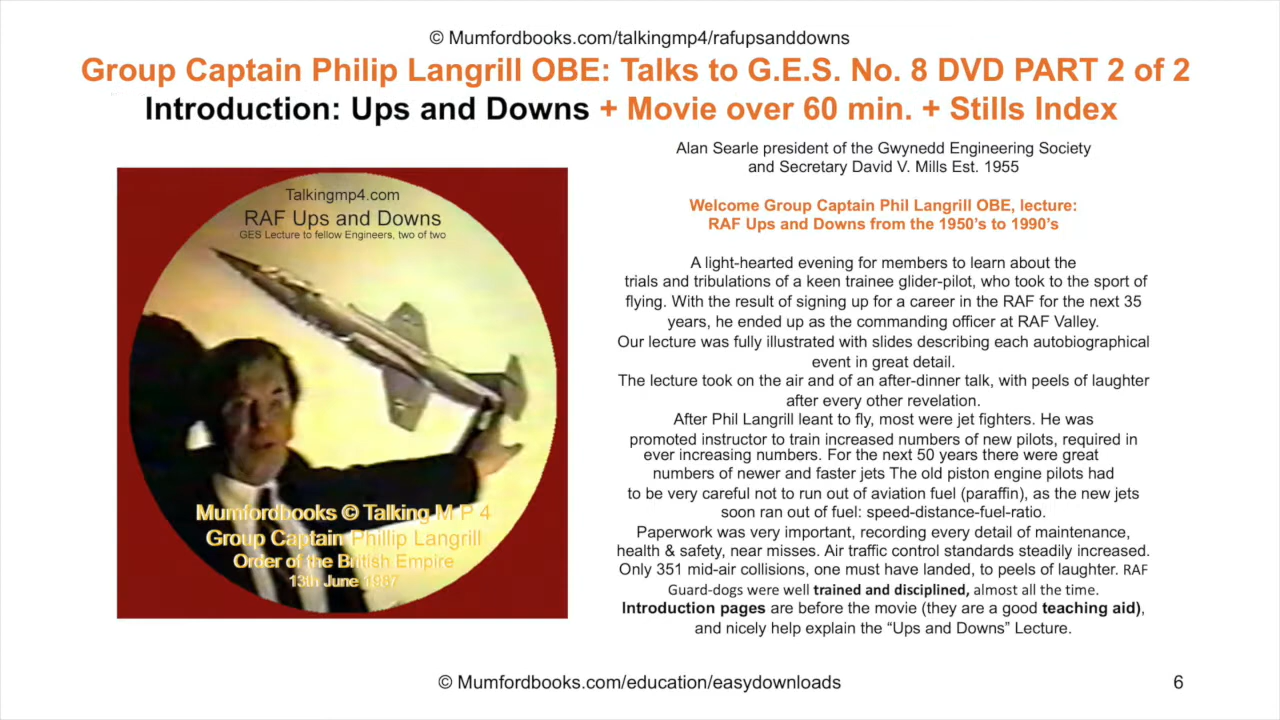 © Mumfordbooks.com/talkingmp4/rafupsanddowns
Group Captain Philip Langrill OBE: Talks to G.E.S. No. 8 DVD PART 2 of 2
Introduction: Ups and Downs + Movie over 60 min. + Stills Index
Talkingmp4.com
RAF Ups and Downs
GES Lecture to fellow Engineers, two of two
Mumfordbooks © Talking M P 4
Group Captain Phillip Langrill
Order of the British Empire
13th June 1987
Alan Searle president of the Gwynedd Engineering Society
and Secretary David V. Mills Est. 1955
Welcome Group Captain Phil Langrill OBE, lecture:
RAF Ups and Downs from the 1950's to 1990's
A light-hearted evening for members to learn about the
trials and tribulations of a keen trainee glider-pilot, who took to the sport of
flying. With the result of signing up for a career in the RAF for the next 35
years, he ended up as the commanding officer at RAF Valley.
Our lecture was fully illustrated with slides describing each autobiographical
event in great detail.
The lecture took on the air and of an after-dinner talk, with peels of laughter
after every other revelation.
After Phil Langrill leant to fly, most were jet fighters. He was
promoted instructor to train increased numbers of new pilots, required in
ever increasing numbers. For the next 50 years there were great
numbers of newer and faster jets The old piston engine pilots had
to be very careful not to run out of aviation fuel (paraffin), as the new jets
soon ran out of fuel: speed-distance-fuel-ratio.
Paperwork was very important, recording every detail of maintenance,
health & safety, near misses. Air traffic control standards steadily increased.
Only 351 mid-air collisions, one must have landed, to peels of laughter. RAF
Guard-dogs were well trained and disciplined, almost all the time.
Introduction pages are before the movie (they are a good teaching aid),
and nicely help explain the “Ups and Downs” Lecture.
© Mumfordbooks.com/education/easydownloads
6